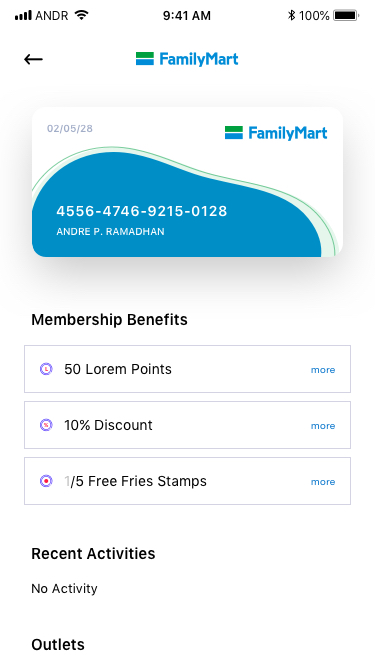 ANDR 9:41 AM 100%
FamilyMart
02/05/28 FamilyMart
4556-4746-9215-0128
ANDRE P. RAMADHAN
Membership Benefits
50 Lorem Points more
10% Discount more
1/5 Free Fries Stamps more
Recent Activities
No Activity
Outlets